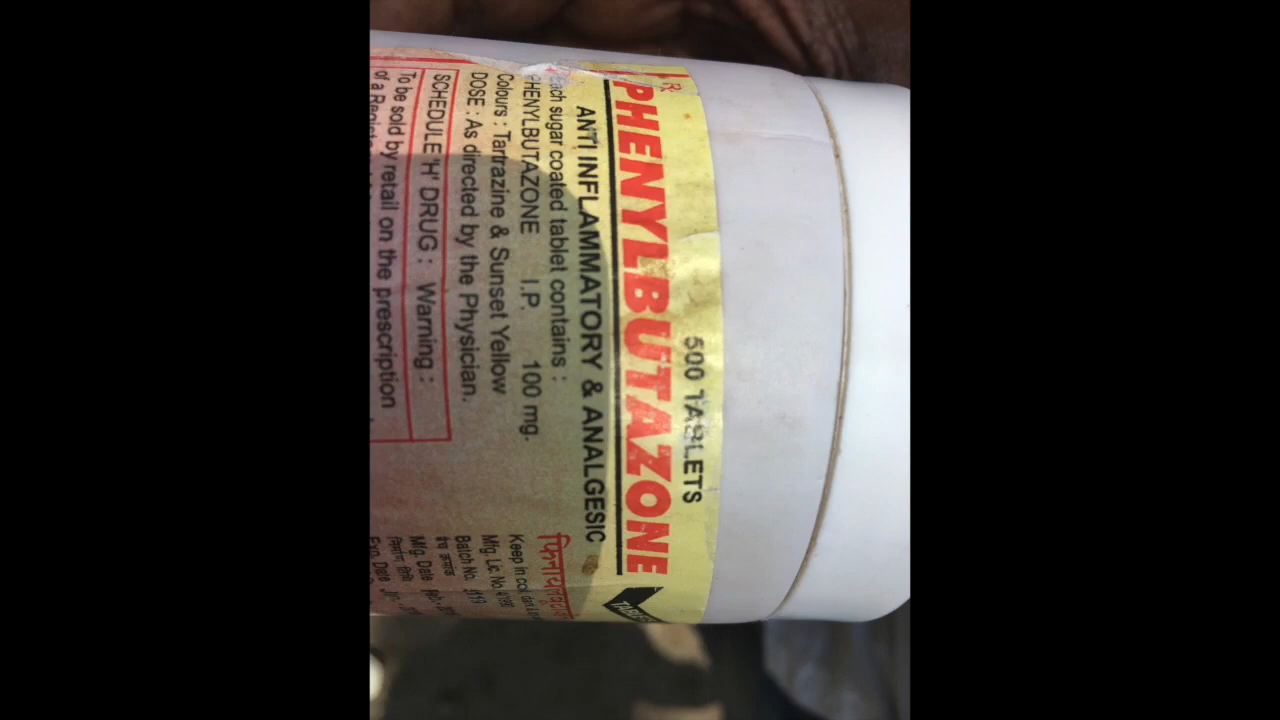 500 TABLETS
PHENYLBUTAZONE
ANTI INFLAMMATORY & ANALGESIC
Each sugar coated tablet contains :
PHENYLBUTAZONE I.P. 100 mg.
Colours : Tartrazine & Sunset Yellow
DOSE : As directed by the Physician.
SCHEDULE 'H' DRUG : Warning :
To be sold by retail on the prescription
of a
Keep in
Mfg. Lic. No.
Batch No.
Mfg. Date
Exp. Date